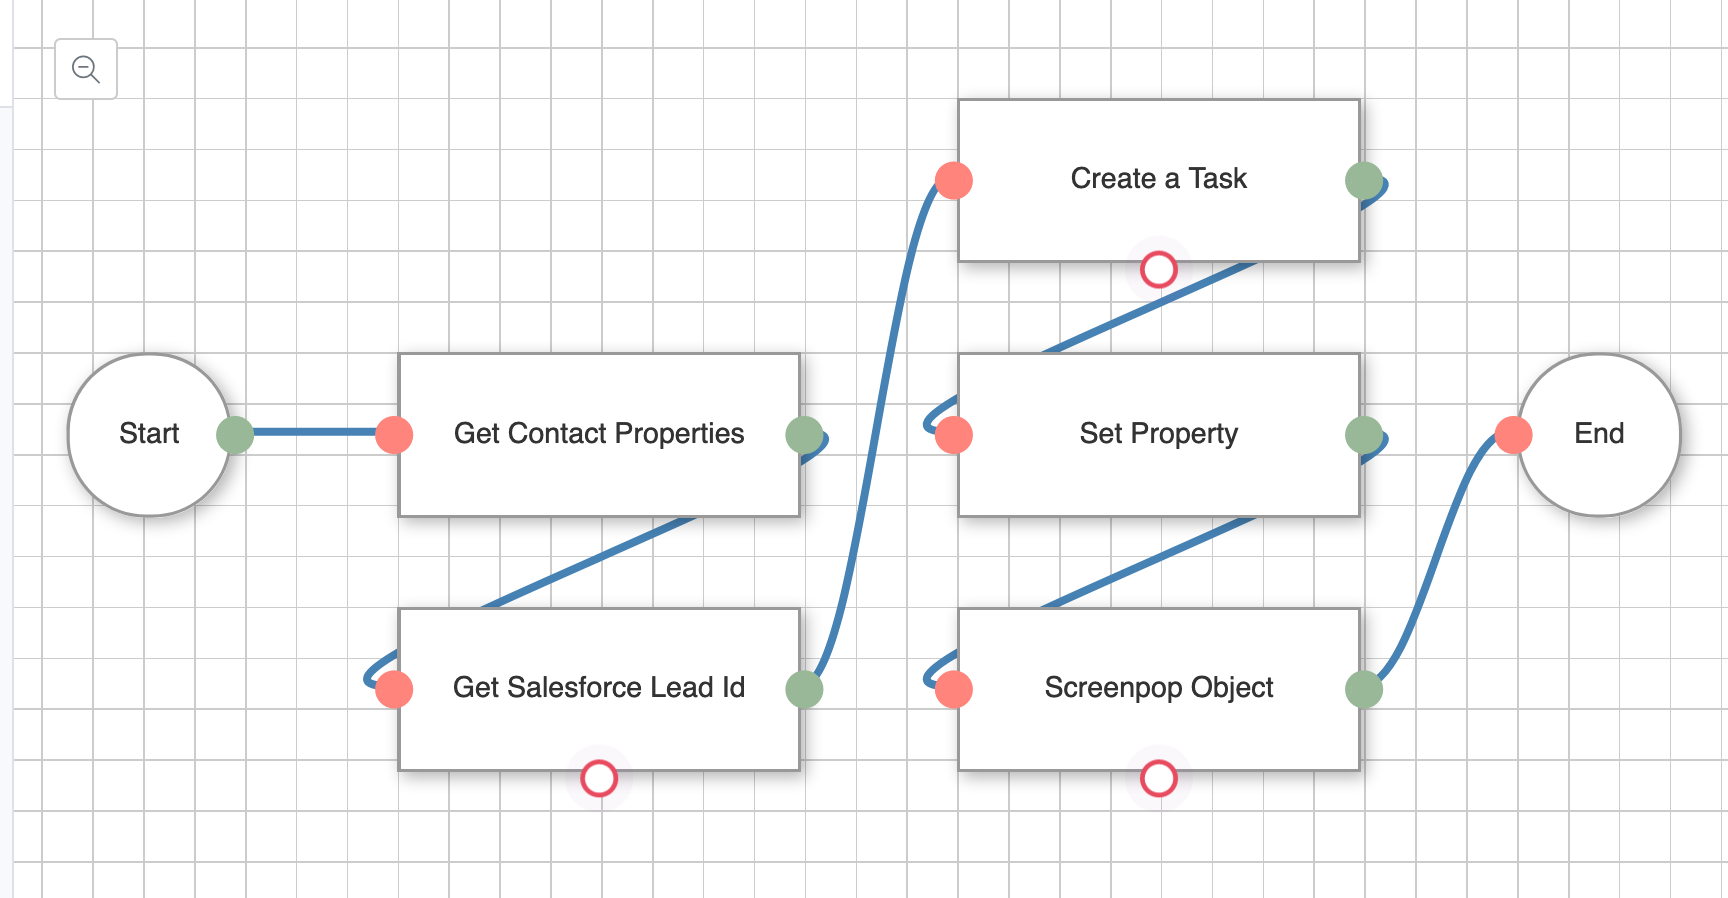 Start
Get Contact Properties
Get Salesforce Lead Id
Create a Task
Set Property
Screenpop Object
End